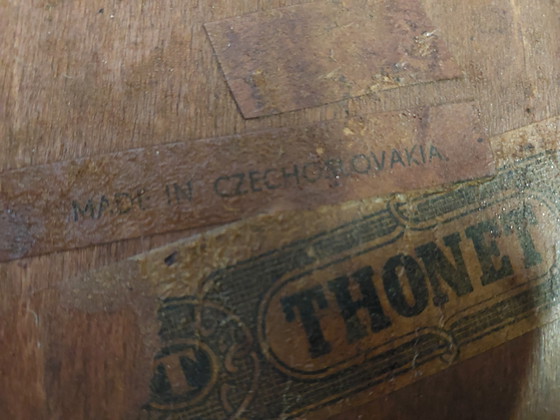 MADE IN CZECHOSLOVAKIA.
T THONET